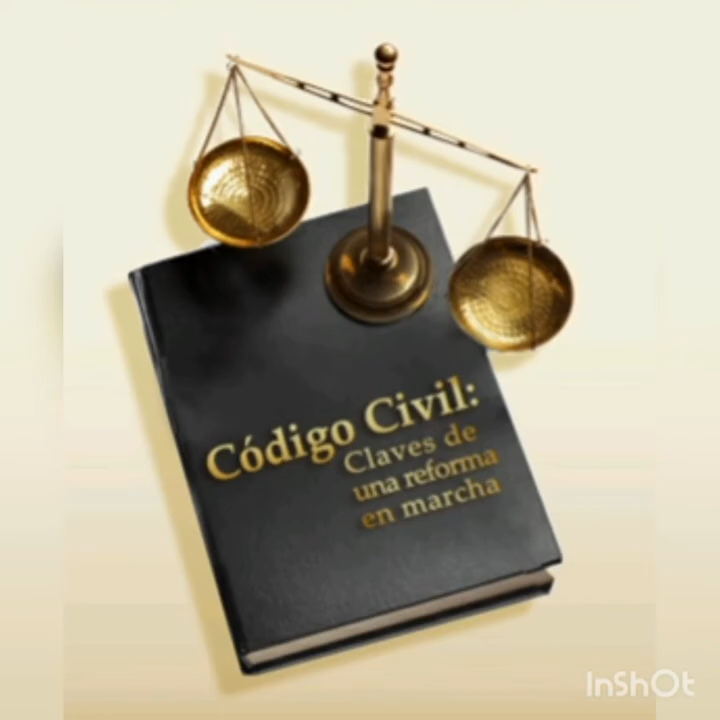 Código Civil:
Claves de
una reforma
en marcha
InShOt